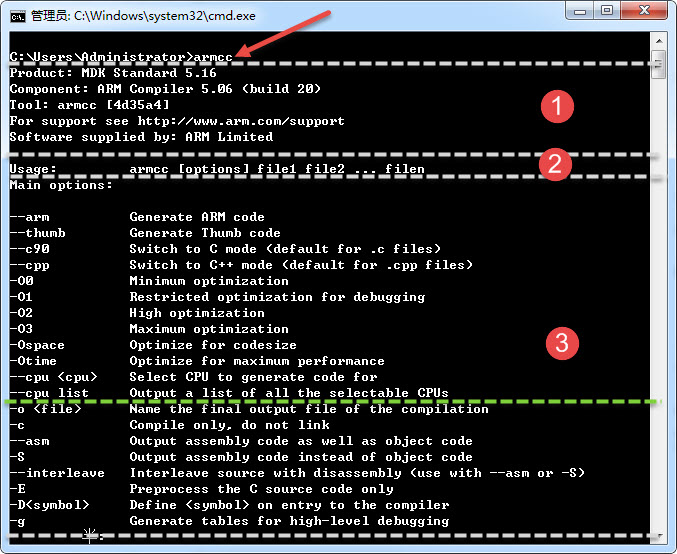 管理员: C:\Windows\system32\cmd.exe
C:\Users\Administrator>armcc
Product: MDK Standard 5.16
Component: ARM Compiler 5.06 (build 20)
Tool: armcc [4d35a4]
For support see http://www.arm.com/support
Software supplied by: ARM Limited
1
Usage: armcc [options] file1 file2 ... filen
2
Main options:
--arm Generate ARM code
--thumb Generate Thumb code
--c90 Switch to C mode (default for .c files)
--cpp Switch to C++ mode (default for .cpp files)
-O0 Minimum optimization
-O1 Restricted optimization for debugging
-O2 High optimization
-O3 Maximum optimization
-Ospace Optimize for codesize
-Otime Optimize for maximum performance
3
--cpu <cpu> Select CPU to generate code for
--cpu list Output a list of all the selectable CPUs
-o <file> Name the final output file of the compilation
-c Compile only, do not link
--asm Output assembly code as well as object code
-S Output assembly code instead of object code
--interleave Interleave source with disassembly (use with --asm or -S)
-E Preprocess the C source code only
-D<symbol> Define <symbol> on entry to the compiler
-g Generate tables for high-level debugging